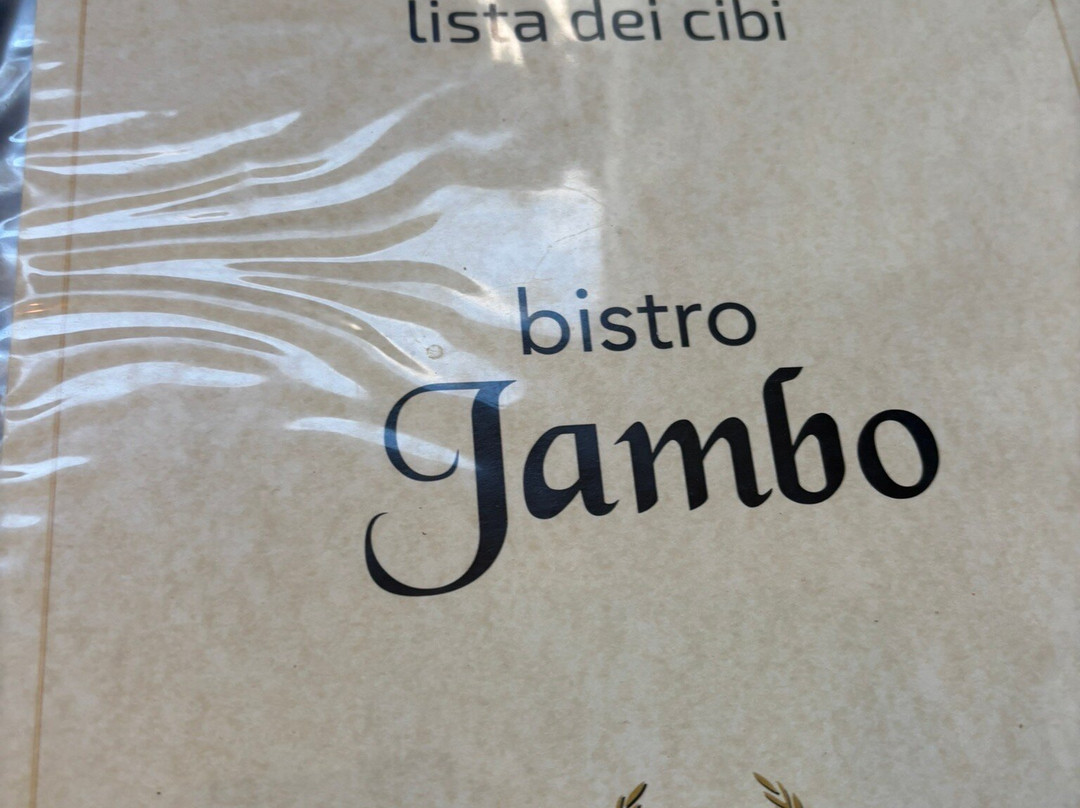 lista dei cibi
bistro
Jambo